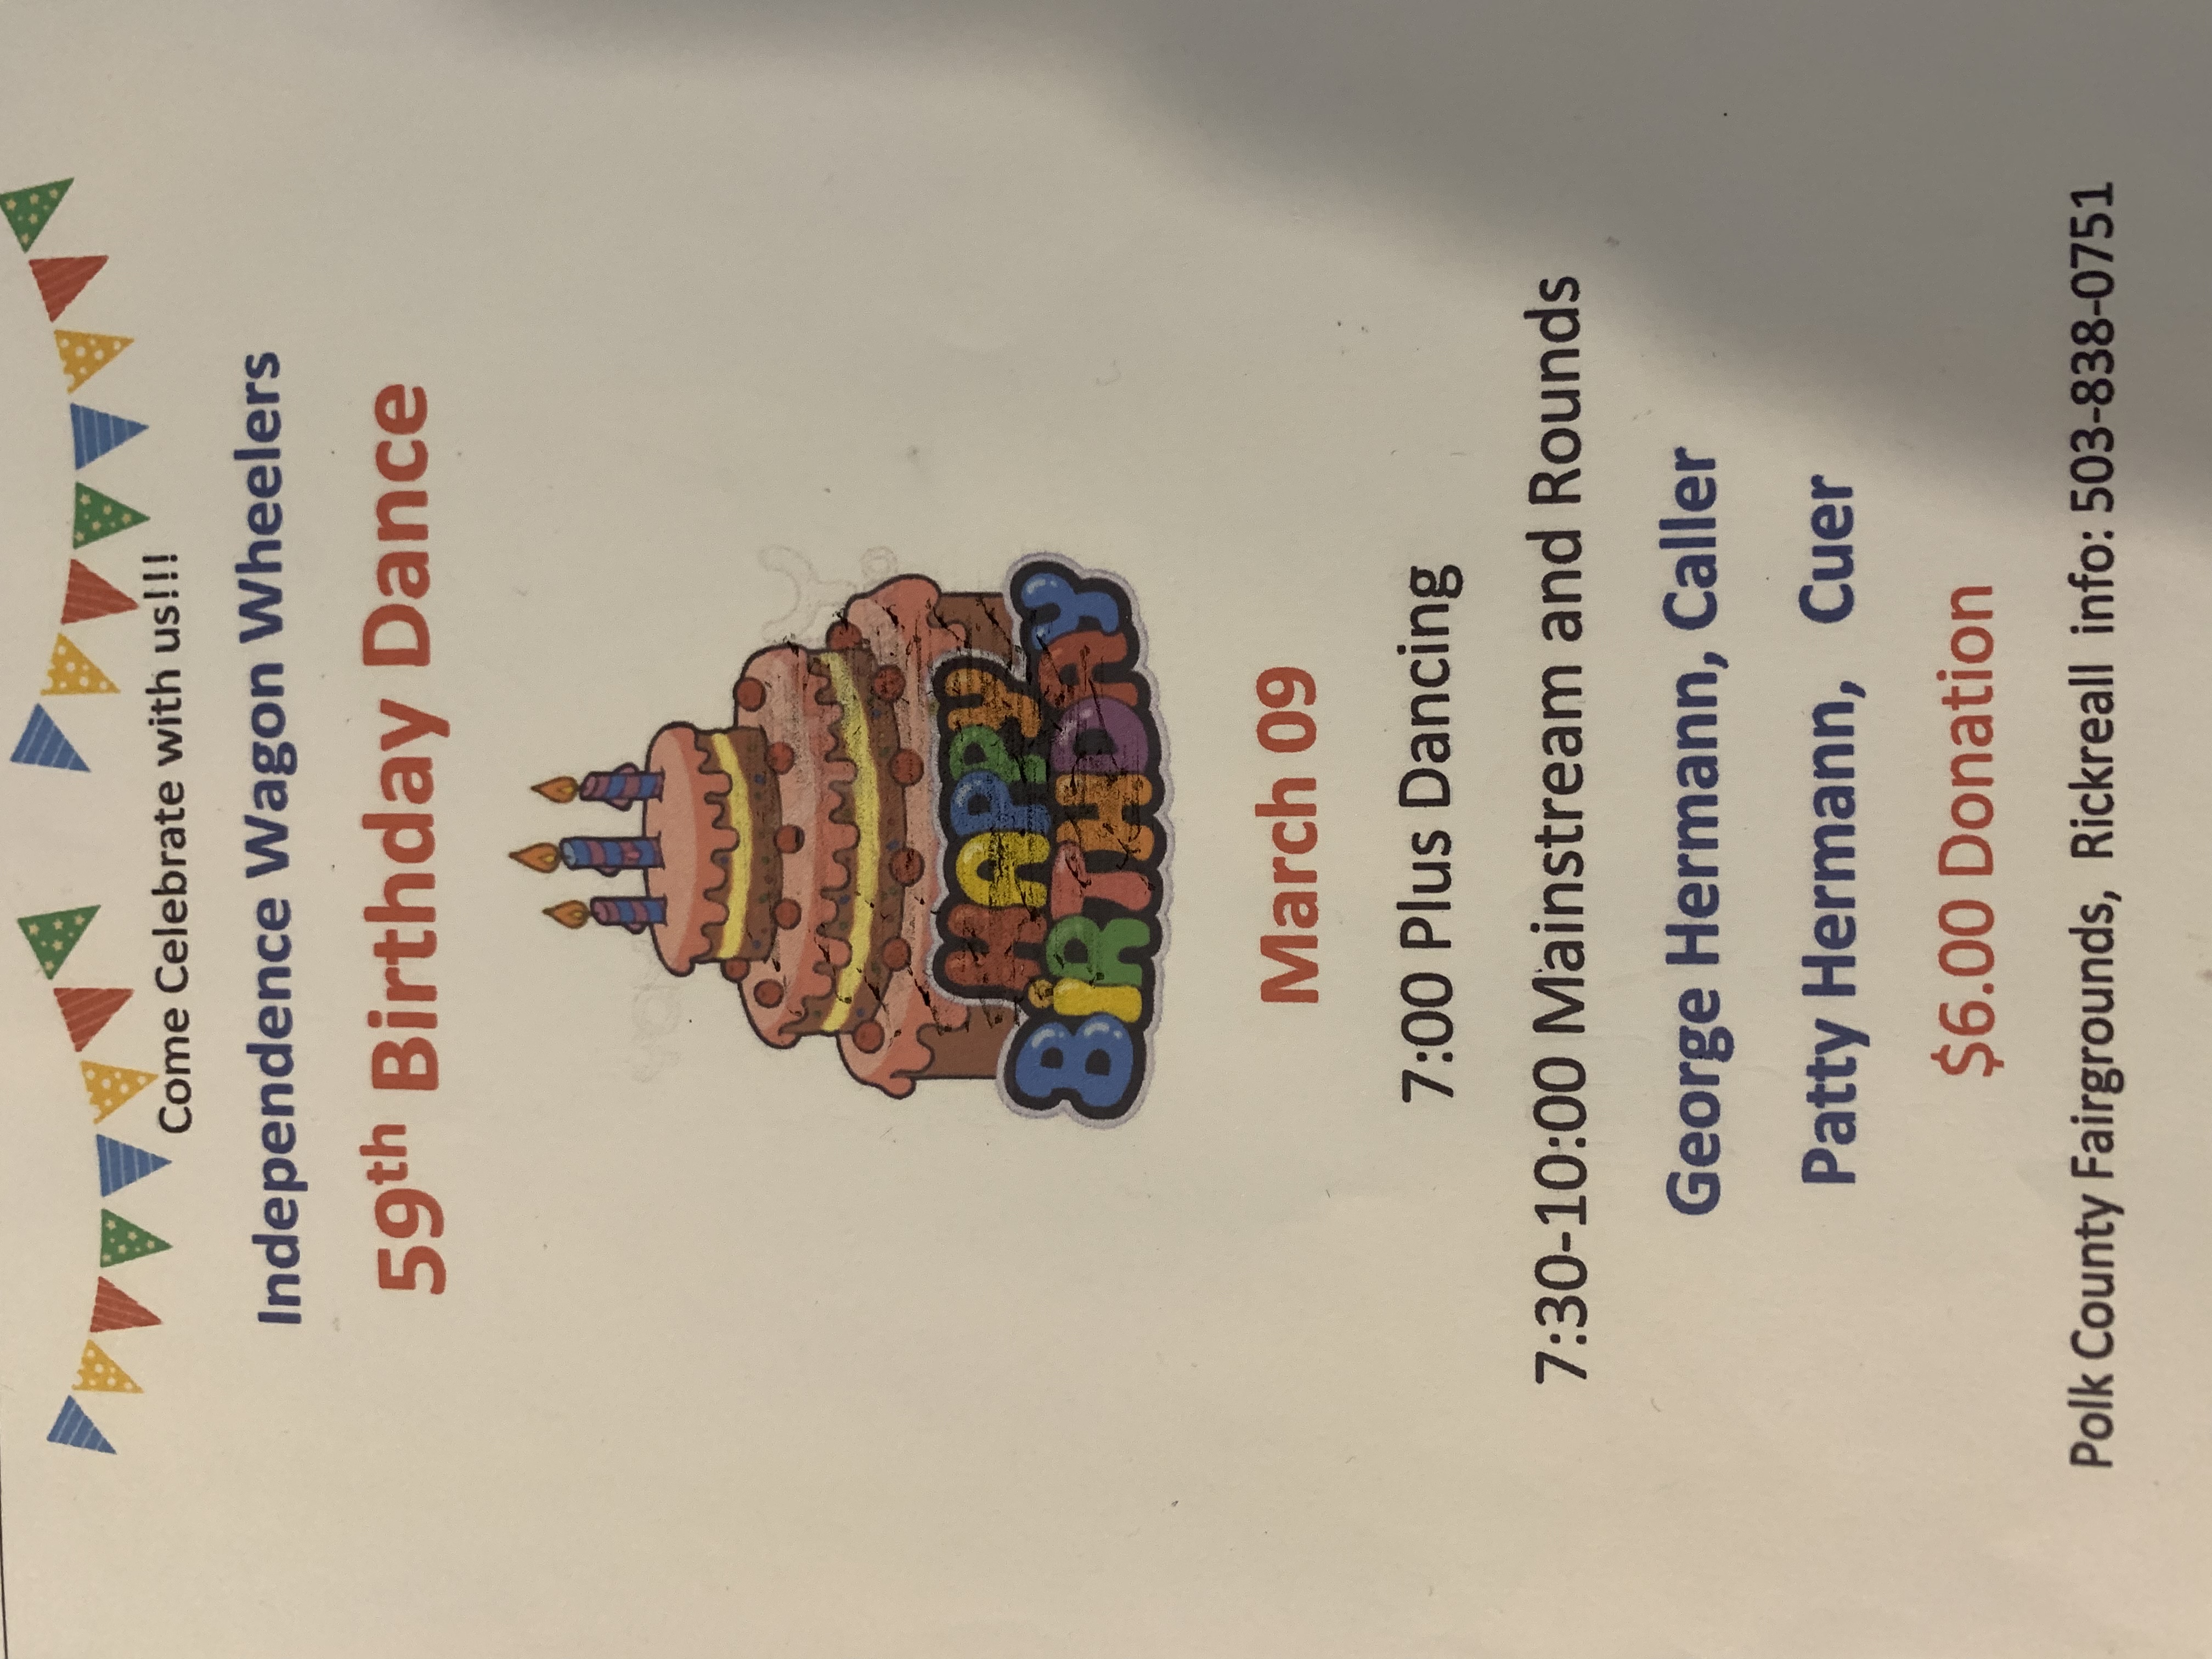 Come Celebrate with us!!!
Independence Wagon Wheelers
59th Birthday Dance
HAPPY
BiRTHDAY
March 09
7:00 Plus Dancing
7:30-10:00 Mainstream and Rounds
George Hermann, Caller
Patty Hermann, Cuer
$6.00 Donation
Polk County Fairgrounds, Rickreall info: 503-838-0751